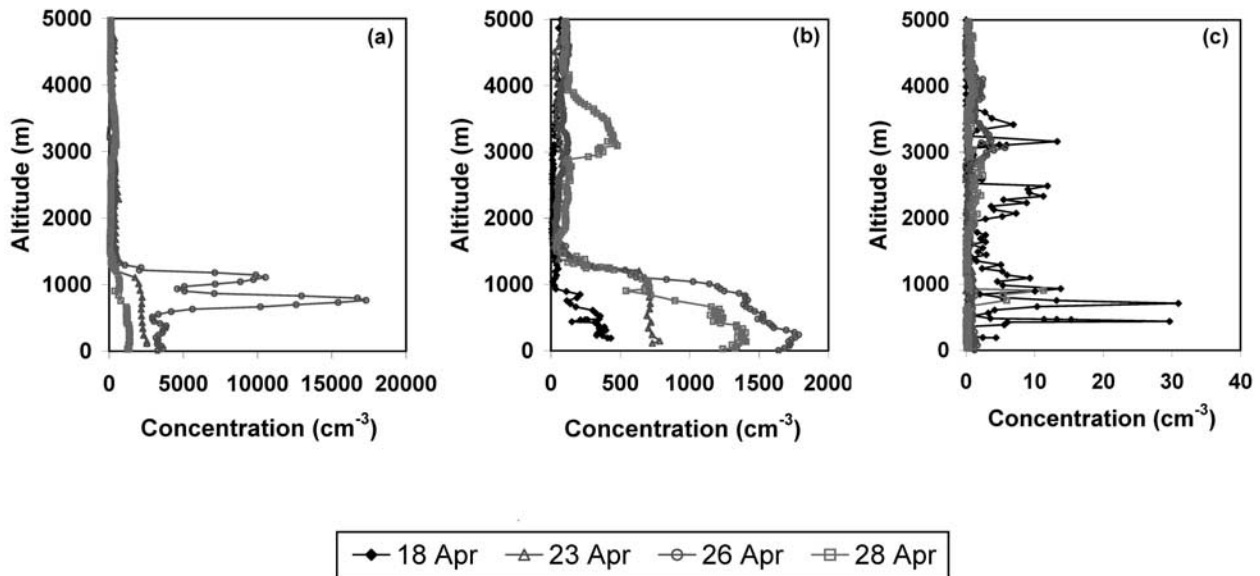 5000
4000
3000
2000
1000
0
Altitude (m)
(a)
0 5000 10000 15000 20000
Concentration (cm⁻³)
5000
4000
3000
2000
1000
0
Altitude (m)
(b)
0 500 1000 1500 2000
Concentration (cm⁻³)
5000
4000
3000
2000
1000
0
Altitude (m)
(c)
0 10 20 30 40
Concentration (cm⁻³)
18 Apr 23 Apr 26 Apr 28 Apr